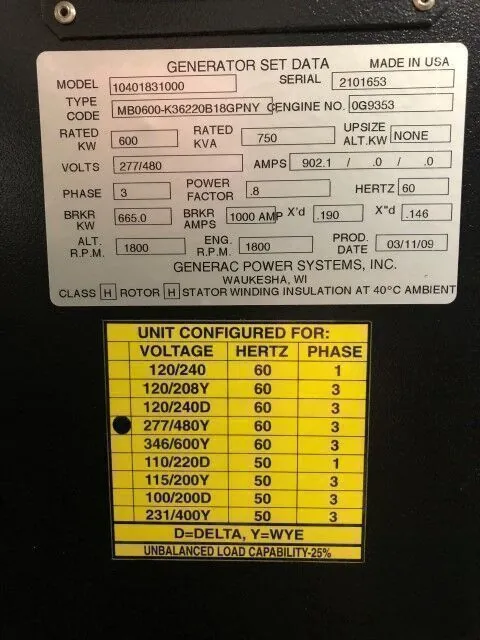 GENERATOR SET DATA MADE IN USA
MODEL 10401831000 SERIAL 2101653
TYPE CODE MB0600-K36220B18GPNY C ENGINE NO. 0G9353
RATED KW 600 RATED KVA 750 UPSIZE ALT.KW NONE
VOLTS 277/480 AMPS 902.1 / .0 / .0
PHASE 3 POWER FACTOR .8 HERTZ 60
BRKR KW 665.0 BRKR AMPS 1000 AMP X'd .190 X"d .146
ALT. R.P.M. 1800 ENG. R.P.M. 1800 PROD. DATE 03/11/09
GENERAC POWER SYSTEMS, INC.
WAUKESHA, WI
CLASS H ROTOR H STATOR WINDING INSULATION AT 40°C AMBIENT
UNIT CONFIGURED FOR:
VOLTAGE HERTZ PHASE
120/240 60 1
120/208Y 60 3
120/240D 60 3
277/480Y 60 3
346/600Y 60 3
110/220D 50 1
115/200Y 50 3
100/200D 50 3
231/400Y 50 3
D=DELTA, Y=WYE
UNBALANCED LOAD CAPABILITY-25%